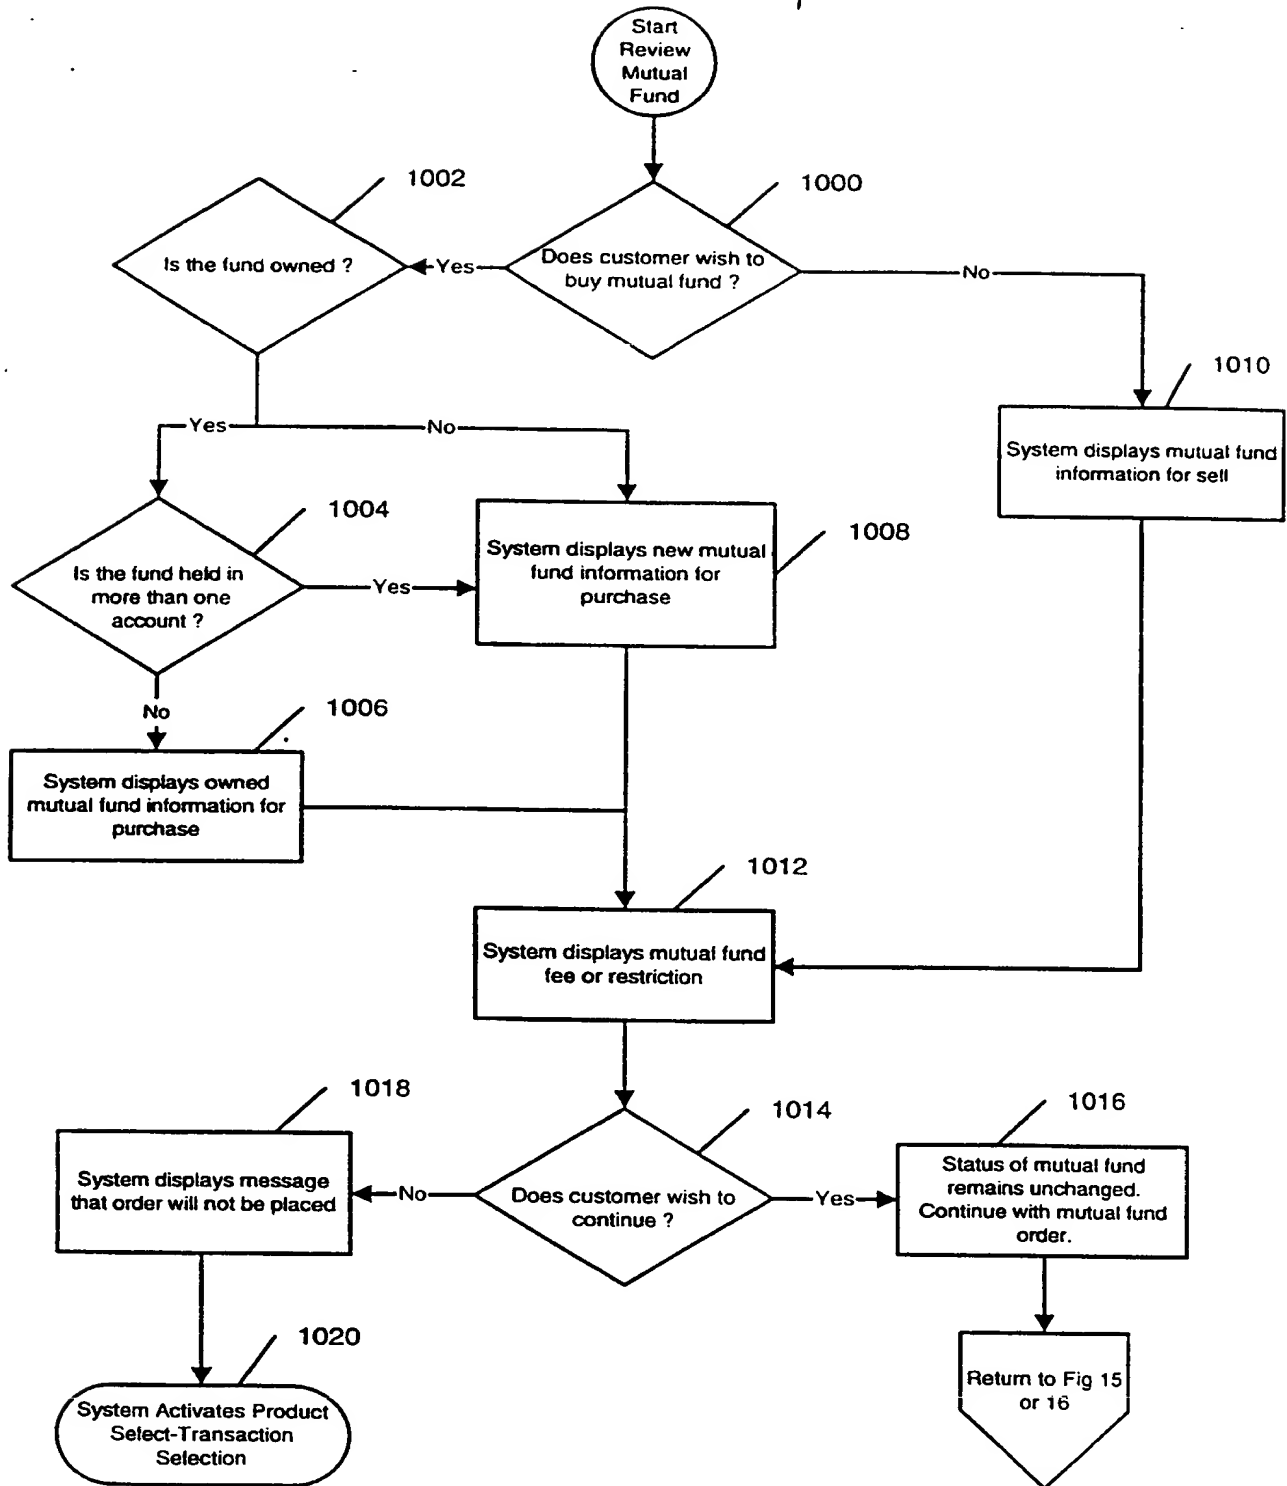 Start
Review
Mutual
Fund
1002
1000
Is the fund owned ?
Yes
Does customer wish to
buy mutual fund ?
No
1010
System displays mutual fund
information for sell
Yes
No
1004
Is the fund held in
more than one
account ?
Yes
System displays new mutual
fund information for
purchase
1008
No
1006
System displays owned
mutual fund information for
purchase
1012
System displays mutual fund
fee or restriction
1018
System displays message
that order will not be placed
No
1014
Does customer wish to
continue ?
Yes
1016
Status of mutual fund
remains unchanged.
Continue with mutual fund
order.
1020
System Activates Product
Select-Transaction
Selection
Return to Fig 15
or 16